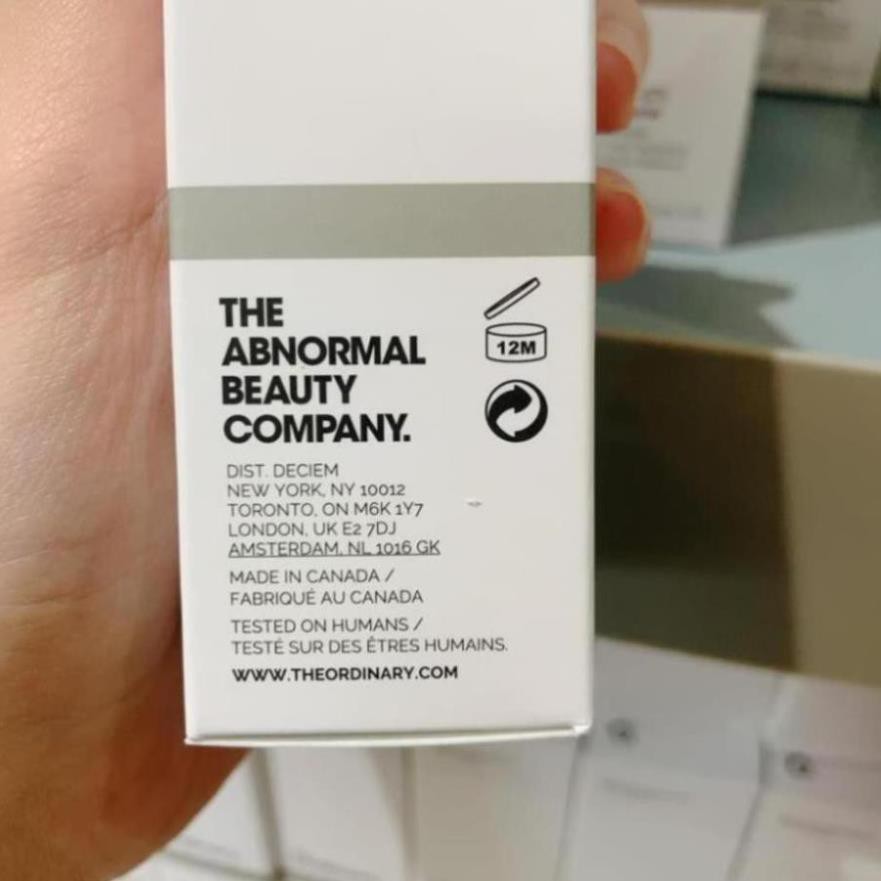 THE
ABNORMAL
BEAUTY
COMPANY.
12M
DIST. DECIEM
NEW YORK, NY 10012
TORONTO, ON M6K 1Y7
LONDON, UK E2 7DJ
AMSTERDAM, NL 1016 GK
MADE IN CANADA /
FABRIQUÉ AU CANADA
TESTED ON HUMANS /
TESTÉ SUR DES ÊTRES HUMAINS.
WWW.THEORDINARY.COM